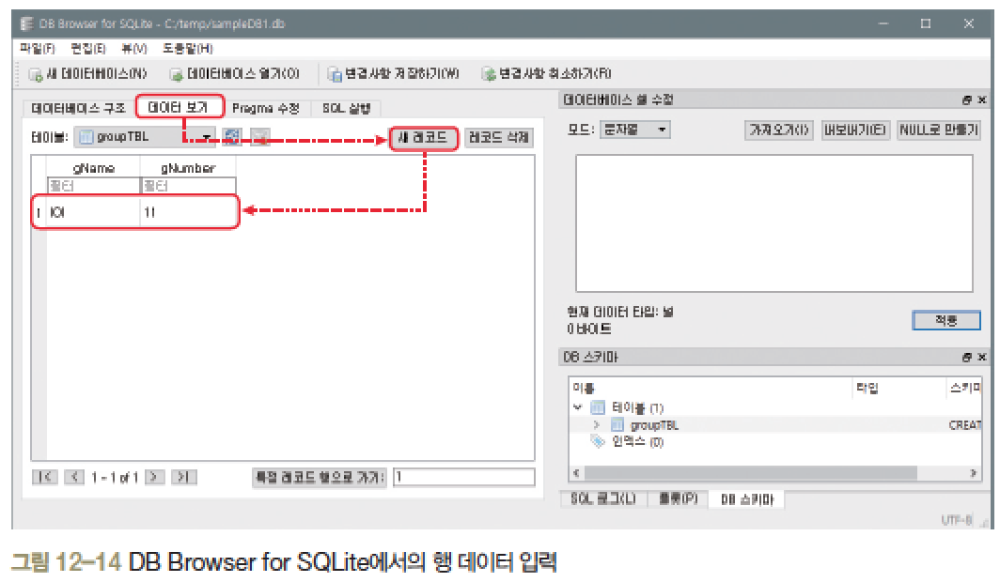 DB Browser for SQLite - C:/temp/sampleDB1.db
파일(F) 편집(E) 뷰(V) 도움말(H)
새 데이터베이스(N) 데이터베이스 열기(O) 변경사항 저장하기(W) 변경사항 취소하기(R)
데이터베이스 구조 데이터 보기 Pragma 수정 SQL 실행
테이블: groupTBL 새 레코드 레코드 삭제
gName gNumber
필터 필터
1 IOI 11
1 - 1 of 1 특정 레코드 행으로 가기: 1
데이터베이스 셀 수정
모드: 문자열 가져오기(I) 내보내기(E) NULL로 만들기
현재 데이터 타입: 널
0 바이트
적용
DB 스키마
이름 타입 스키마
테이블 (1)
groupTBL CREAT
인덱스 (0)
SQL 로그(L) 플롯(P) DB 스키마
UTF-8
그림 12-14 DB Browser for SQLite에서의 행 데이터 입력